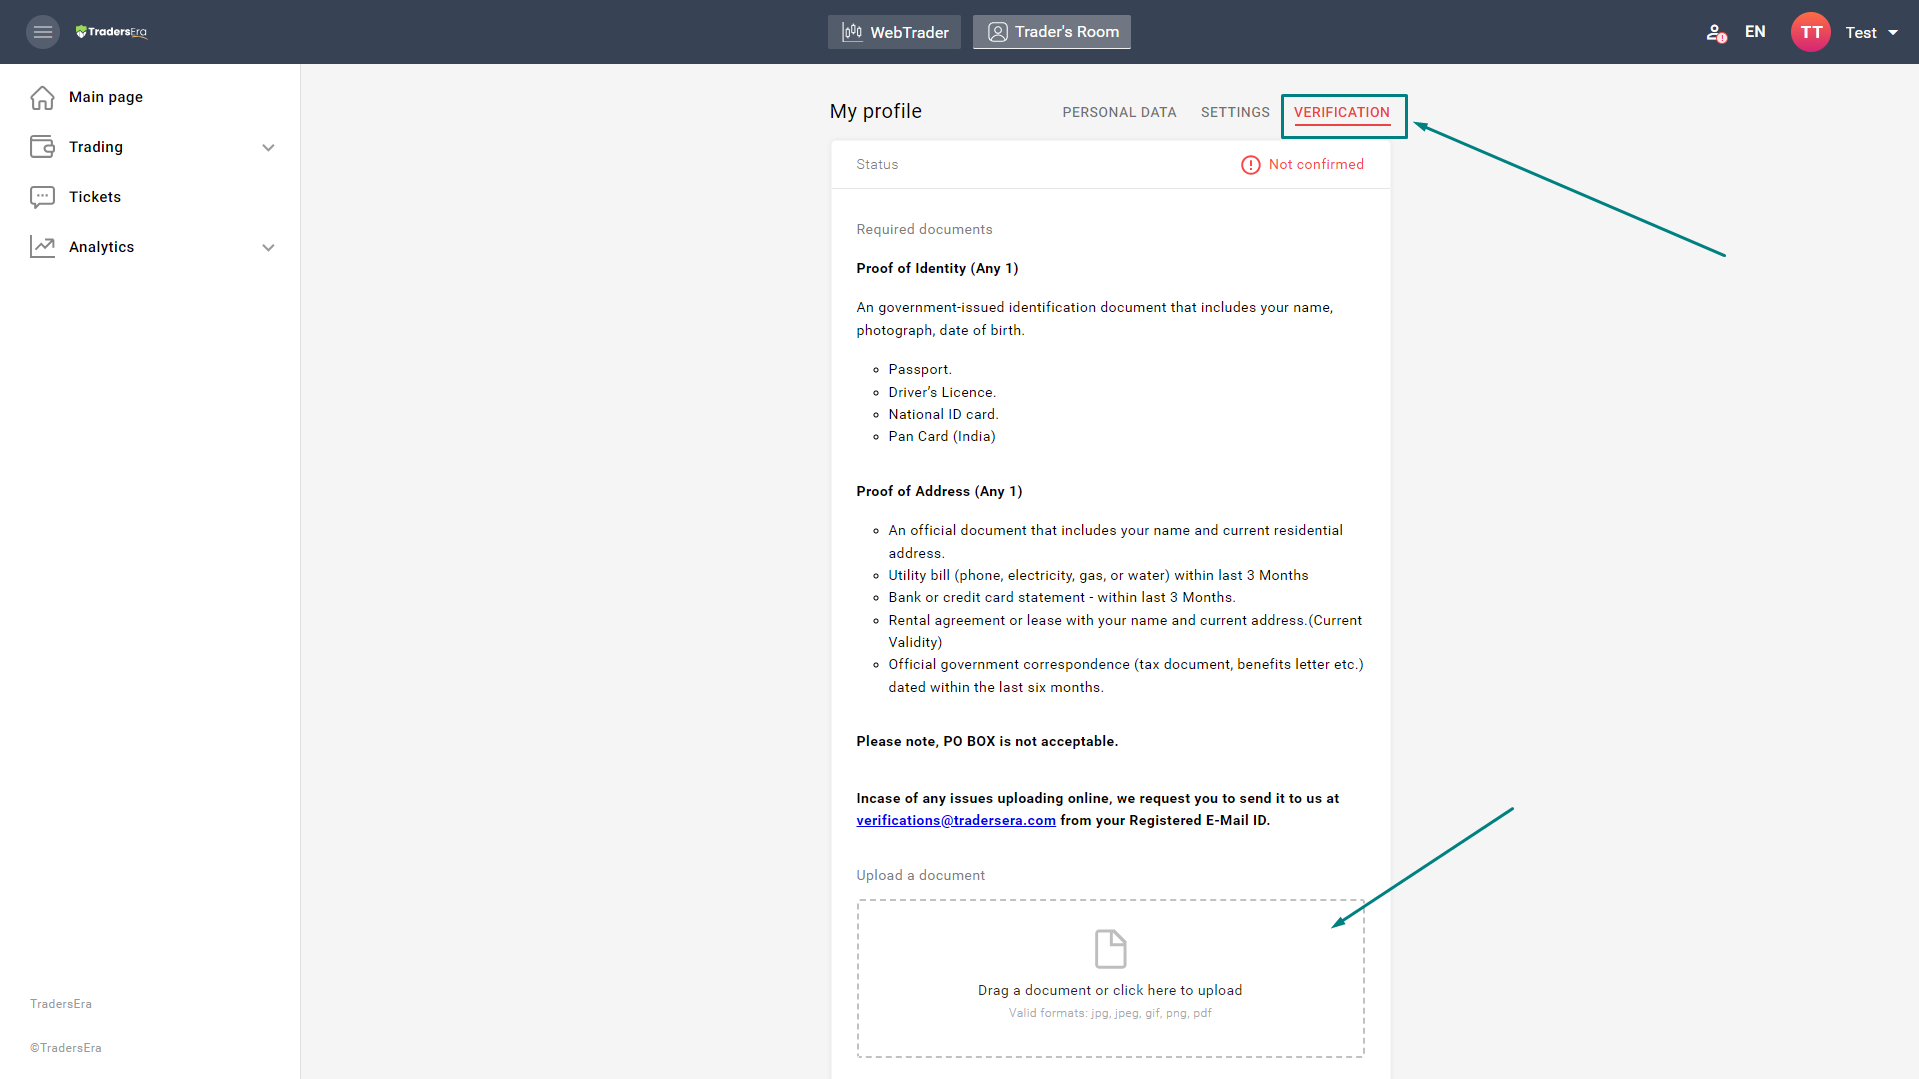 TradersEra
WebTrader
Trader's Room
EN
TT
Test
Main page
Trading
Tickets
Analytics
TradersEra
©TradersEra
My profile
PERSONAL DATA
SETTINGS
VERIFICATION
Status
Not confirmed
Required documents
Proof of Identity (Any 1)
An government-issued identification document that includes your name,
photograph, date of birth.
Passport.
Driver's Licence.
National ID card.
Pan Card (India)
Proof of Address (Any 1)
An official document that includes your name and current residential
address.
Utility bill (phone, electricity, gas, or water) within last 3 Months
Bank or credit card statement - within last 3 Months.
Rental agreement or lease with your name and current address.(Current
Validity)
Official government correspondence (tax document, benefits letter etc.)
dated within the last six months.
Please note, PO BOX is not acceptable.
Incase of any issues uploading online, we request you to send it to us at
verifications@tradersera.com from your Registered E-Mail ID.
Upload a document
Drag a document or click here to upload
Valid formats: jpg, jpeg, gif, png, pdf